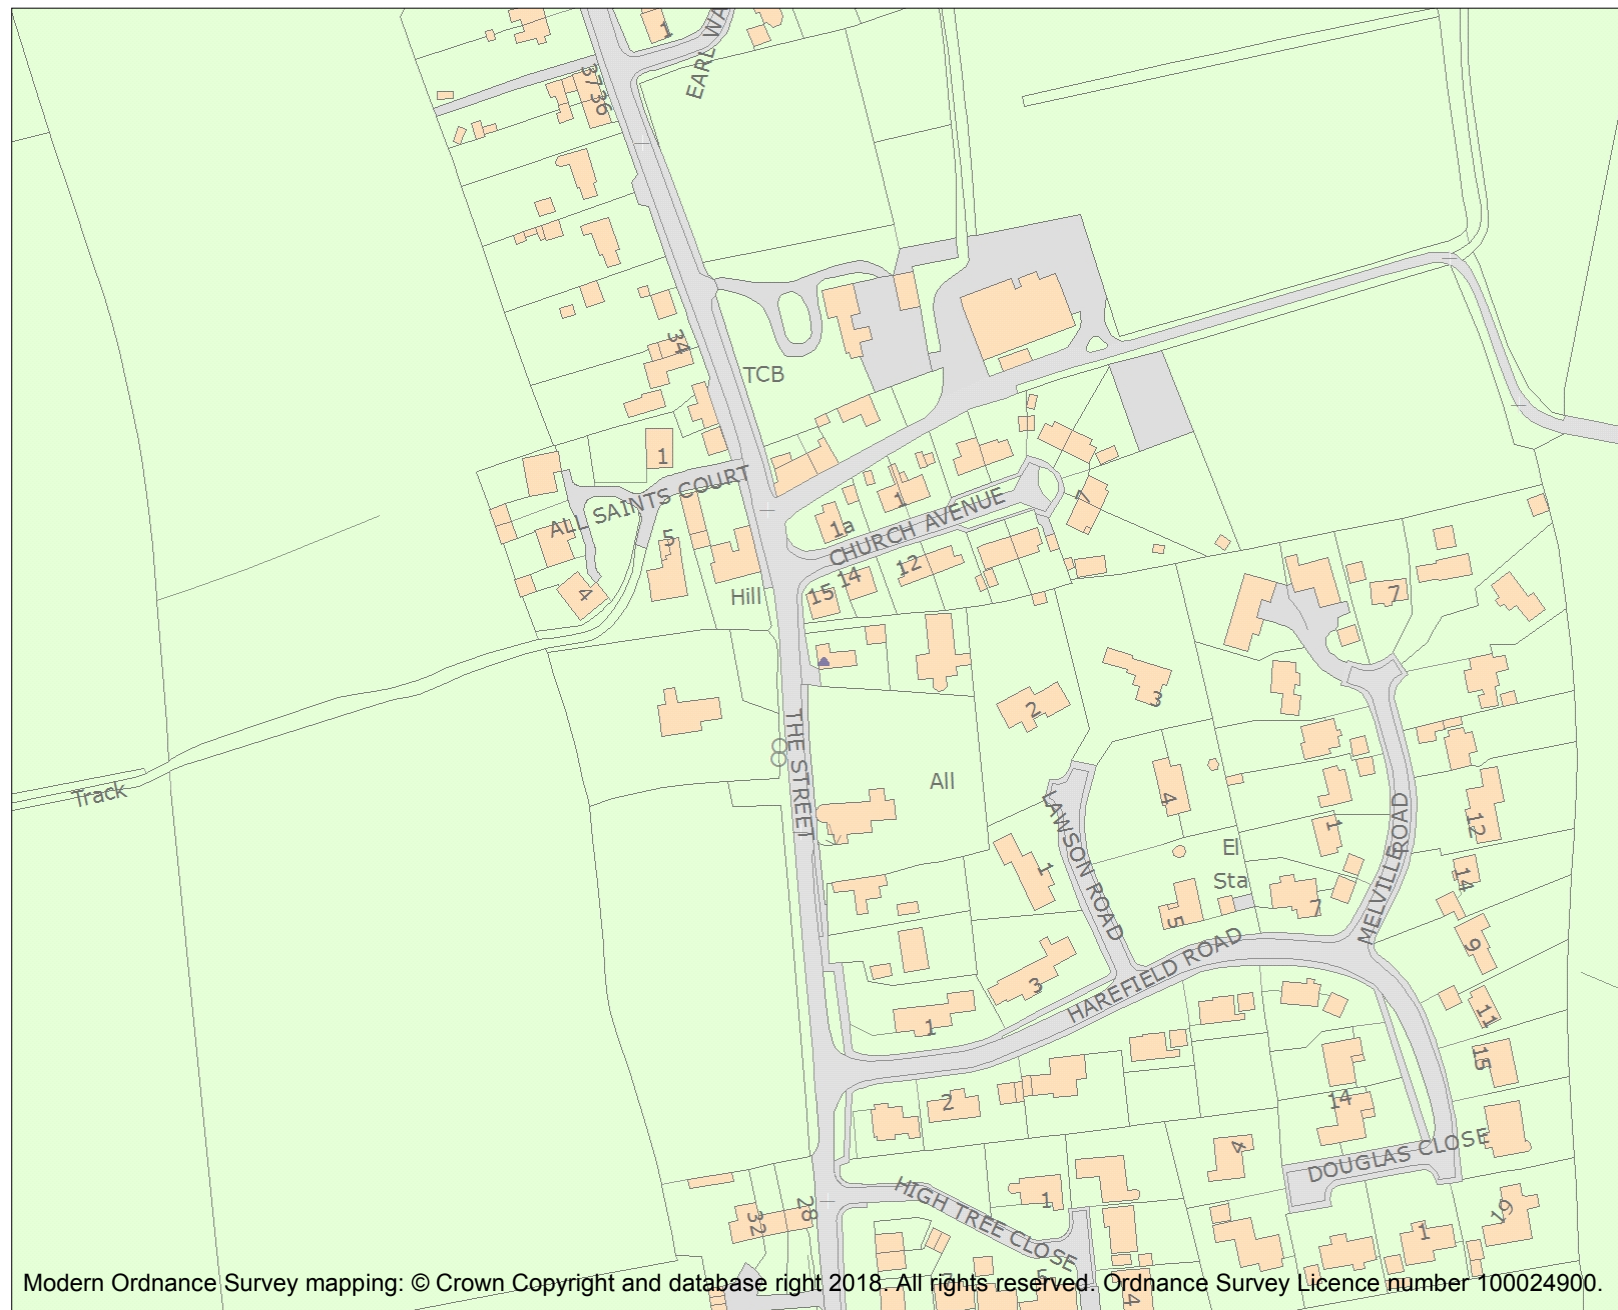 1
EARL WA
37 36
34
TCB
1
ALL SAINTS COURT
5
4
1
1a
CHURCH AVENUE
7
12
14
15
Hill
7
2
3
THE STREET
All
Track
4
LAWSON ROAD
1
El
Sta
1
MELVILLE ROAD
12
14
7
5
9
3
HAREFIELD ROAD
1
11
15
2
14
4
DOUGLAS CLOSE
HIGH TREE CLOSE
1
28
32
19
1
5
4
Modern Ordnance Survey mapping: © Crown Copyright and database right 2018. All rights reserved. Ordnance Survey Licence number 100024900.